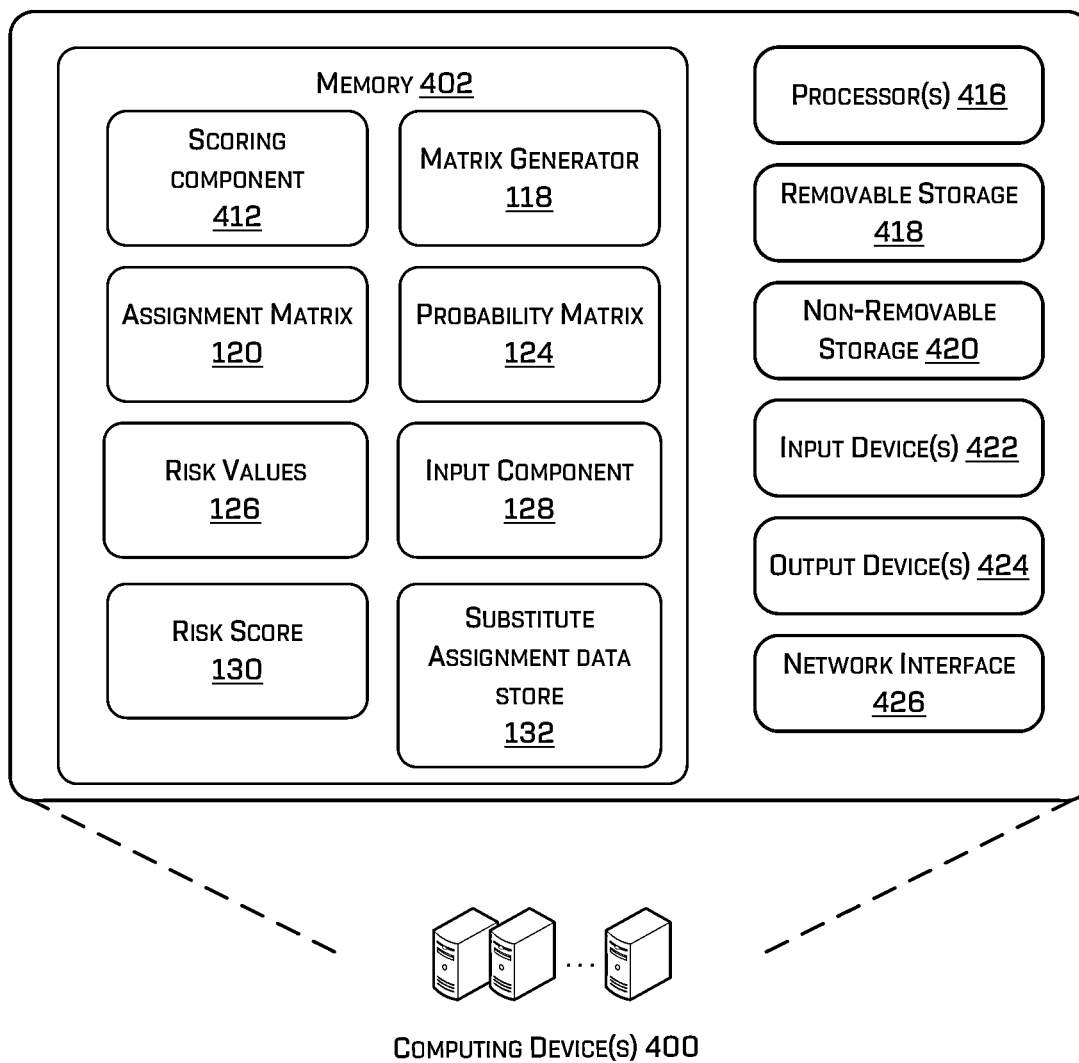 Memory 402
Scoring
component
412
Matrix Generator
118
Assignment Matrix
120
Probability Matrix
124
Risk Values
126
Input Component
128
Risk Score
130
Substitute
Assignment data
store
132
Processor(s) 416
Removable Storage
418
Non-Removable
Storage 420
Input Device(s) 422
Output Device(s) 424
Network Interface
426
...
Computing Device(s) 400